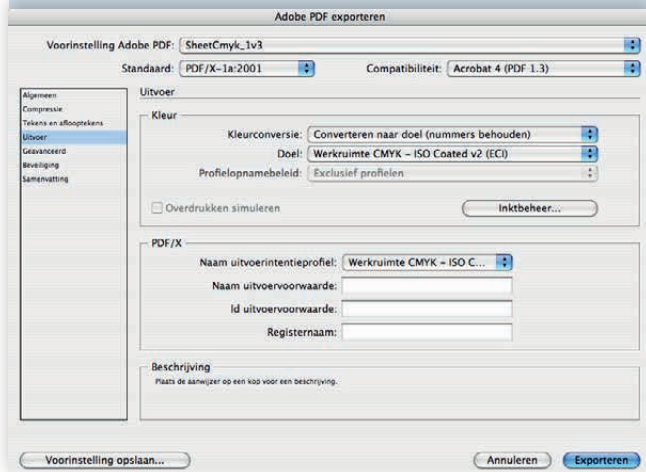 Adobe PDF exporteren
Voorinstelling Adobe PDF: SheetCmyk_1v3
Standaard: PDF/X-1a:2001 Compatibiliteit: Acrobat 4 (PDF 1.3)
Algemeen
Compressie
Tekens en aflooptekens
Uitvoer
Geavanceerd
Beveiliging
Samenvatting
Uitvoer
Kleur
Kleurconversie: Converteren naar doel (nummers behouden)
Doel: Werkruimte CMYK - ISO Coated v2 (ECI)
Profielopnamebeleid: Exclusief profielen
Overdrukken simuleren Inktbeheer...
PDF/X
Naam uitvoerintentieprofiel: Werkruimte CMYK - ISO C...
Naam uitvoervoorwaarde:
Id uitvoervoorwaarde:
Registernaam:
Beschrijving
Plaats de aanwijzer op een kop voor een beschrijving.
Voorinstelling opslaan... Annuleren Exporteren